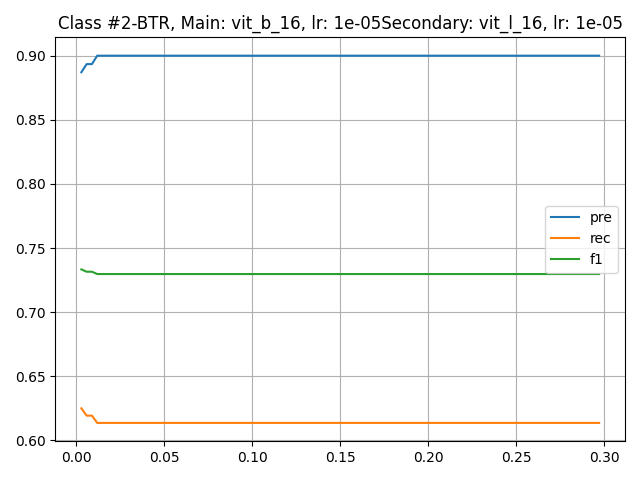 Class #2-BTR, Main: vit_b_16, lr: 1e-05Secondary: vit_l_16, lr: 1e-05
0.90
0.85
0.80
0.75
0.70
0.65
0.60
pre
rec
f1
0.00 0.05 0.10 0.15 0.20 0.25 0.30